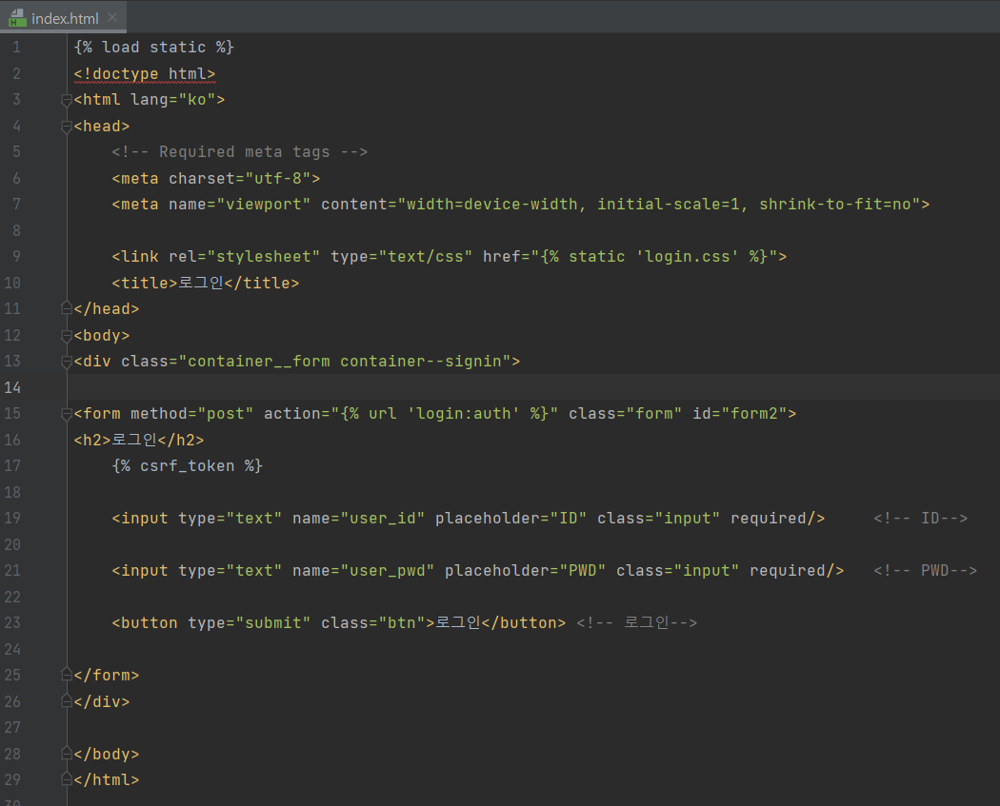 index.html
1 {% load static %}
2 <!doctype html>
3 <html lang="ko">
4 <head>
5     <!-- Required meta tags -->
6     <meta charset="utf-8">
7     <meta name="viewport" content="width=device-width, initial-scale=1, shrink-to-fit=no">
8
9     <link rel="stylesheet" type="text/css" href="{% static 'login.css' %}">
10     <title>로그인</title>
11 </head>
12 <body>
13 <div class="container__form container--signin">
14
15 <form method="post" action="{% url 'login:auth' %}" class="form" id="form2">
16 <h2>로그인</h2>
17     {% csrf_token %}
18
19     <input type="text" name="user_id" placeholder="ID" class="input" required/>     <!-- ID-->
20
21     <input type="text" name="user_pwd" placeholder="PWD" class="input" required/>   <!-- PWD-->
22
23     <button type="submit" class="btn">로그인</button> <!-- 로그인-->
24
25 </form>
26 </div>
27
28 </body>
29 </html>
30